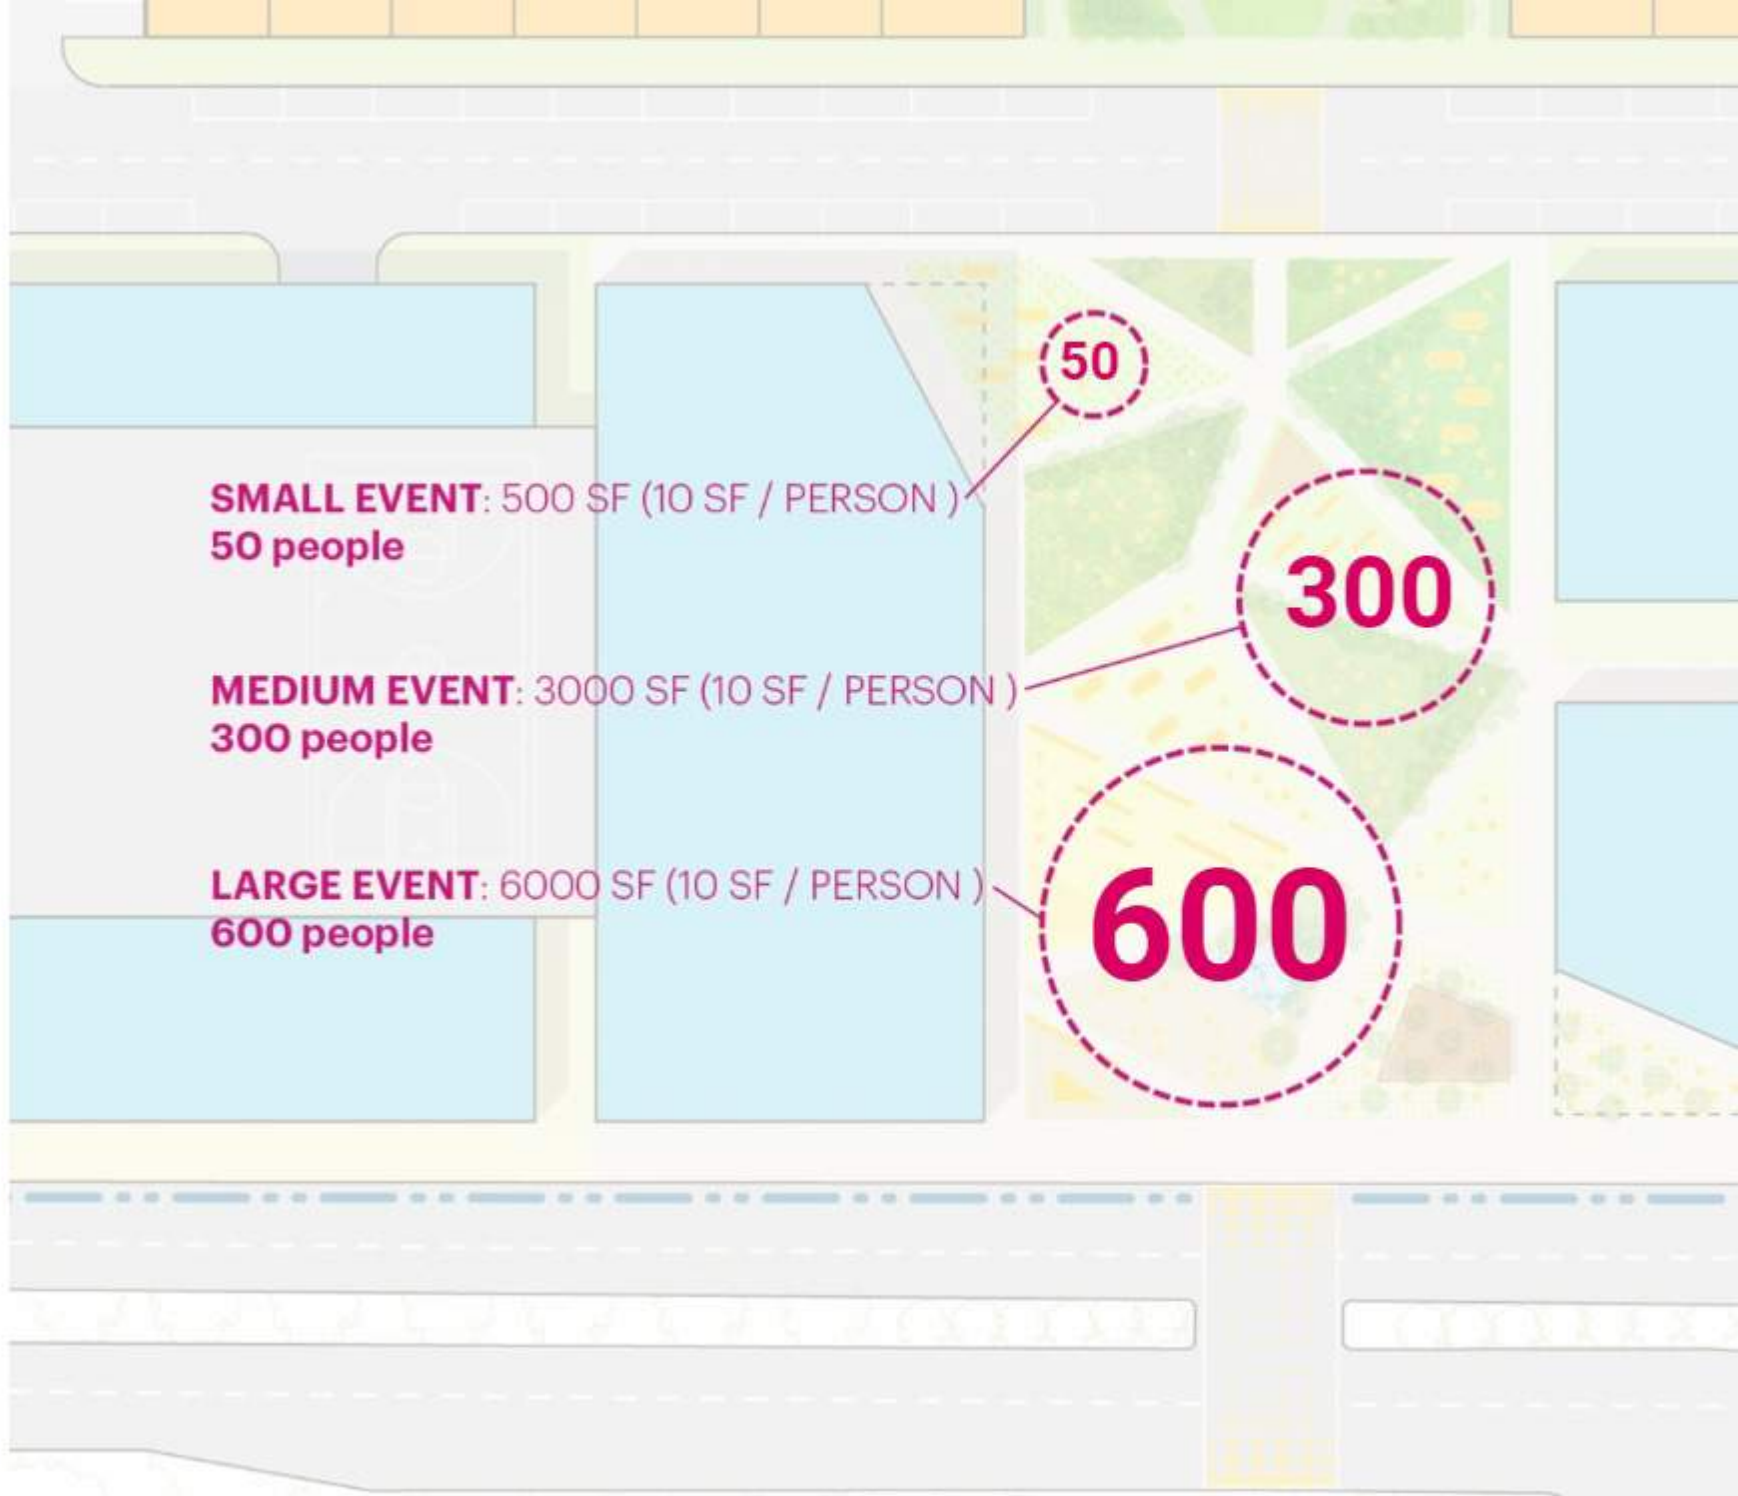 50
SMALL EVENT: 500 SF (10 SF / PERSON )
50 people
300
MEDIUM EVENT: 3000 SF (10 SF / PERSON )
300 people
600
LARGE EVENT: 6000 SF (10 SF / PERSON )
600 people